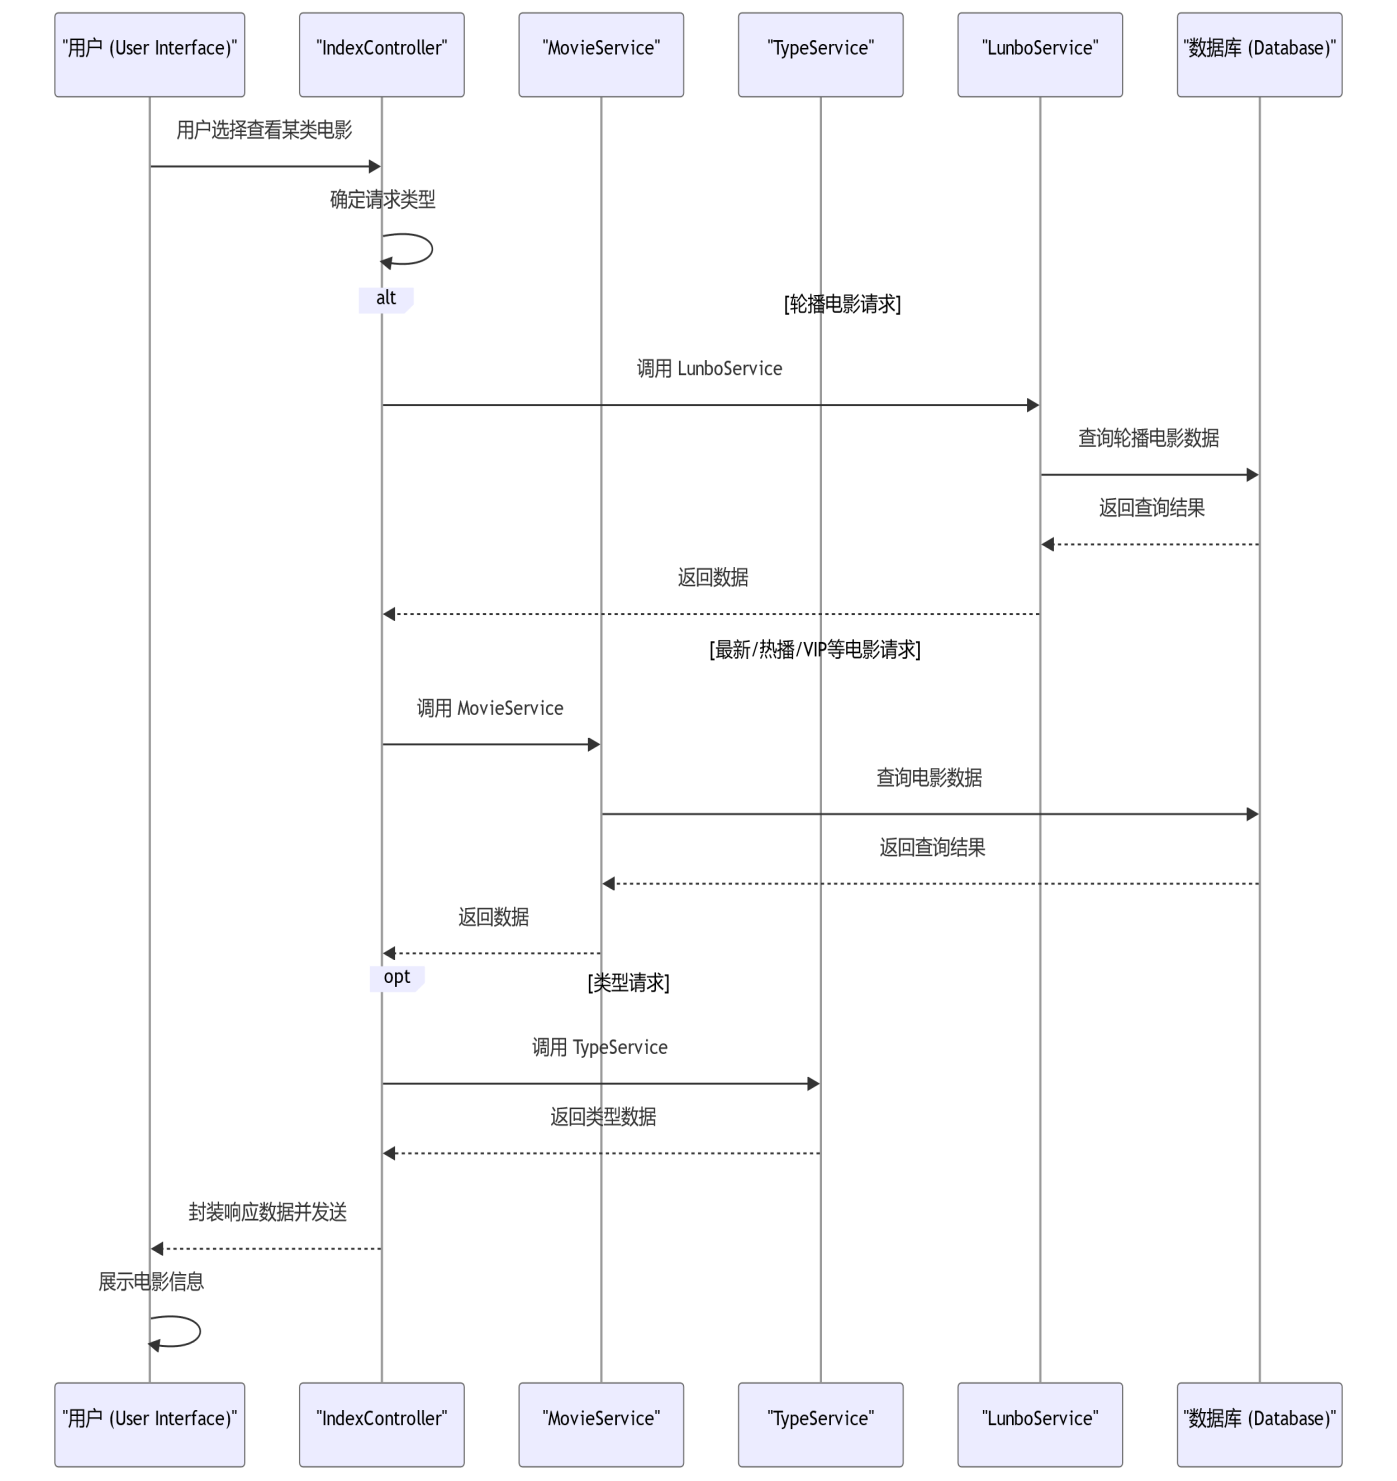 "用户 (User Interface)"
"IndexController"
"MovieService"
"TypeService"
"LunboService"
"数据库 (Database)"
用户选择查看某类电影
确定请求类型
alt
[轮播电影请求]
调用 LunboService
查询轮播电影数据
返回查询结果
返回数据
[最新/热播/VIP等电影请求]
调用 MovieService
查询电影数据
返回查询结果
返回数据
opt
[类型请求]
调用 TypeService
返回类型数据
封装响应数据并发送
展示电影信息
"用户 (User Interface)"
"IndexController"
"MovieService"
"TypeService"
"LunboService"
"数据库 (Database)"